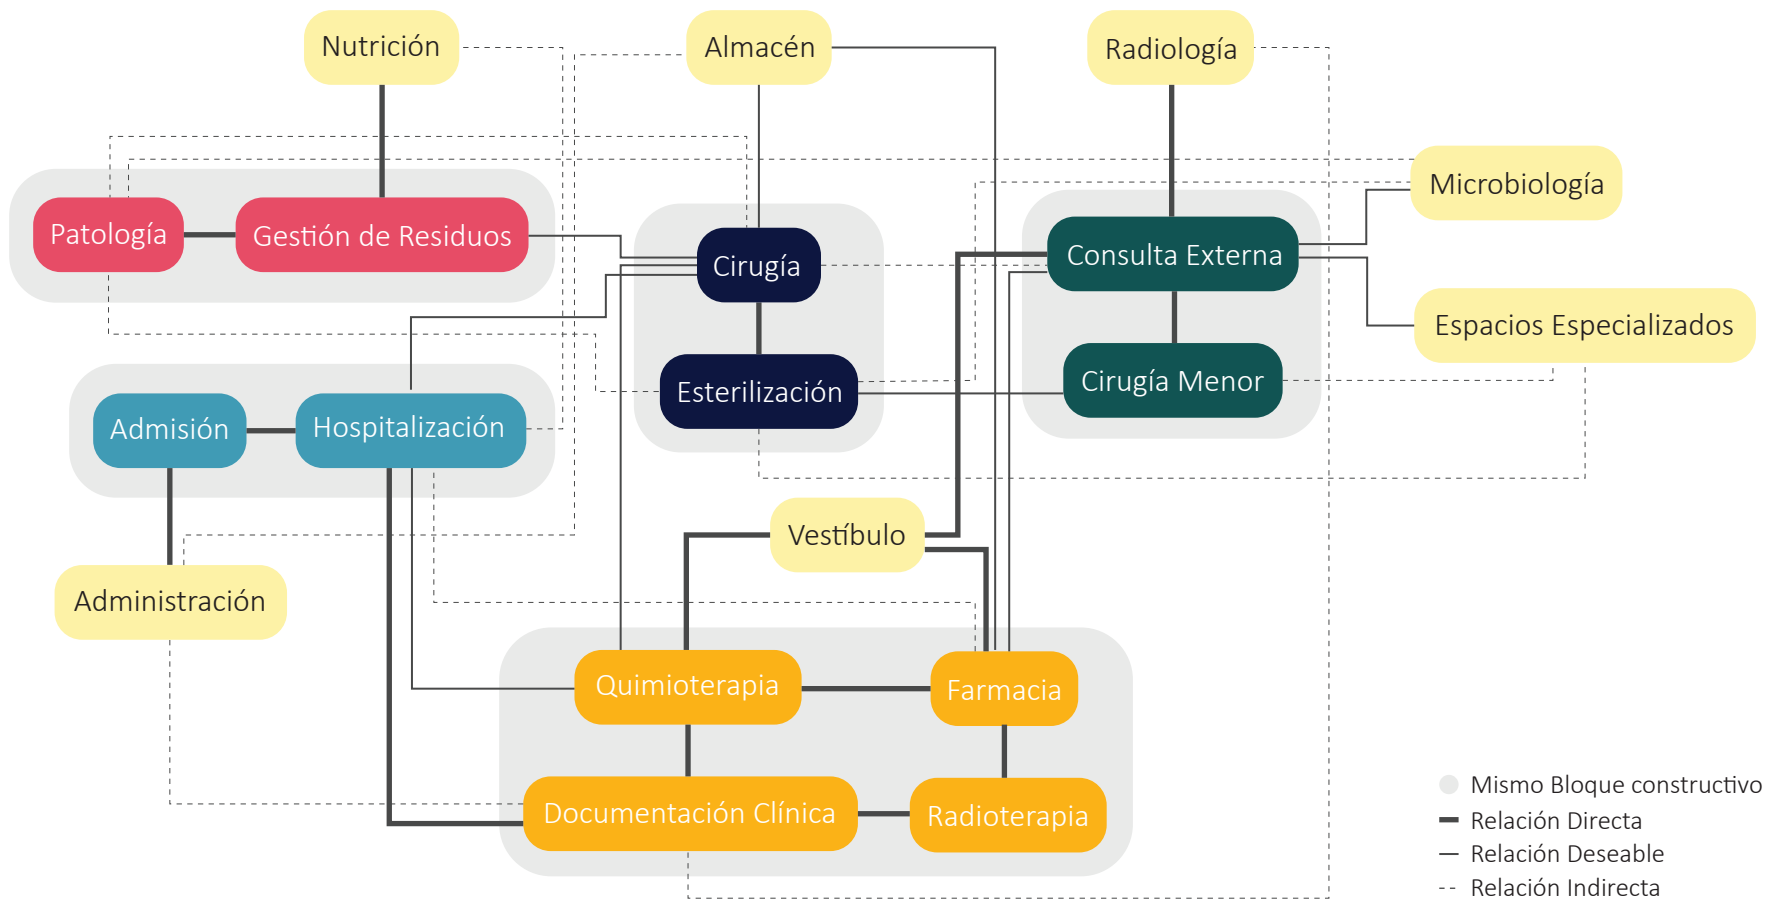 Nutrición
Almacén
Radiología
Microbiología
Patología
Gestión de Residuos
Cirugía
Consulta Externa
Espacios Especializados
Esterilización
Cirugía Menor
Admisión
Hospitalización
Vestíbulo
Administración
Quimioterapia
Farmacia
Documentación Clínica
Radioterapia
Mismo Bloque constructivo
Relación Directa
Relación Deseable
Relación Indirecta